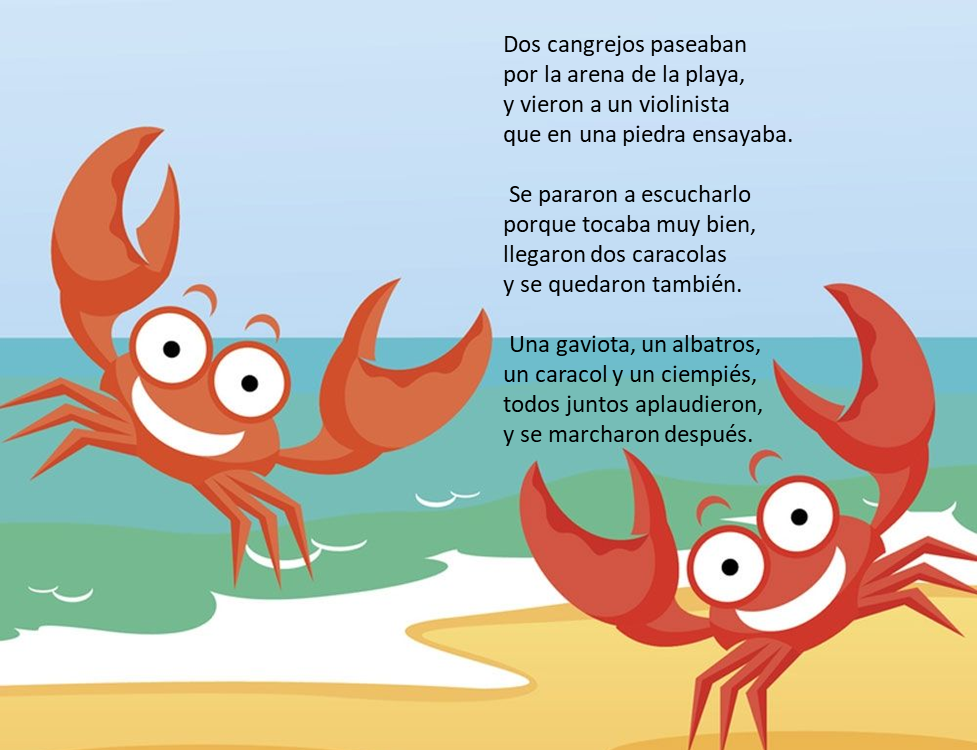 Dos cangrejos paseaban
por la arena de la playa,
y vieron a un violinista
que en una piedra ensayaba.
Se pararon a escucharlo
porque tocaba muy bien,
llegaron dos caracolas
y se quedaron también.
Una gaviota, un albatros,
un caracol y un ciempiés,
todos juntos aplaudieron,
y se marcharon después.